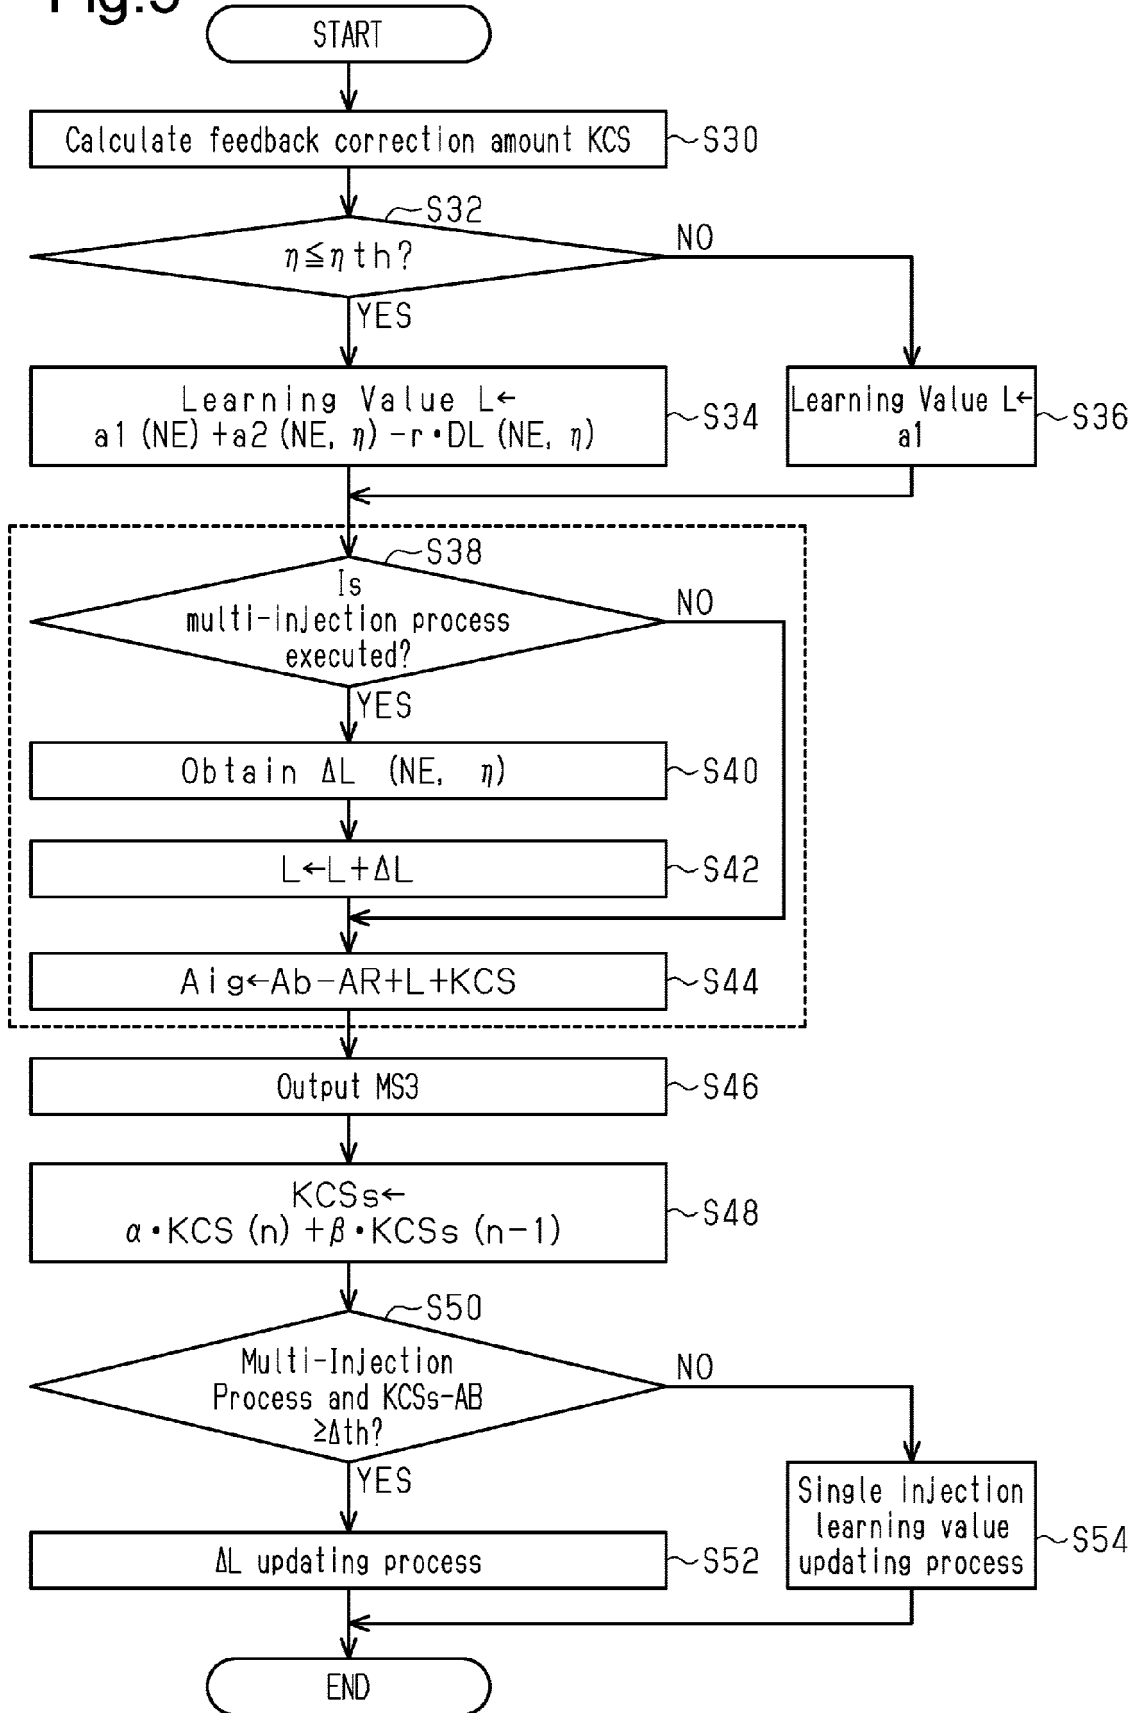 START
Calculate feedback correction amount KCS
S30
S32
η≦ηth?
NO
YES
Learning Value L←
a1(NE)+a2(NE, η)−r・DL(NE, η)
S34
Learning Value L←
a1
S36
S38
Is
multi-injection process
executed?
NO
YES
Obtain ΔL (NE, η)
S40
L←L+ΔL
S42
Aig←Ab−AR+L+KCS
S44
Output MS3
S46
KCSs←
α・KCS(n)+β・KCSs(n−1)
S48
S50
Multi-Injection
Process and KCSs-AB
≥Δth?
NO
YES
ΔL updating process
S52
Single injection
learning value
updating process
S54
END